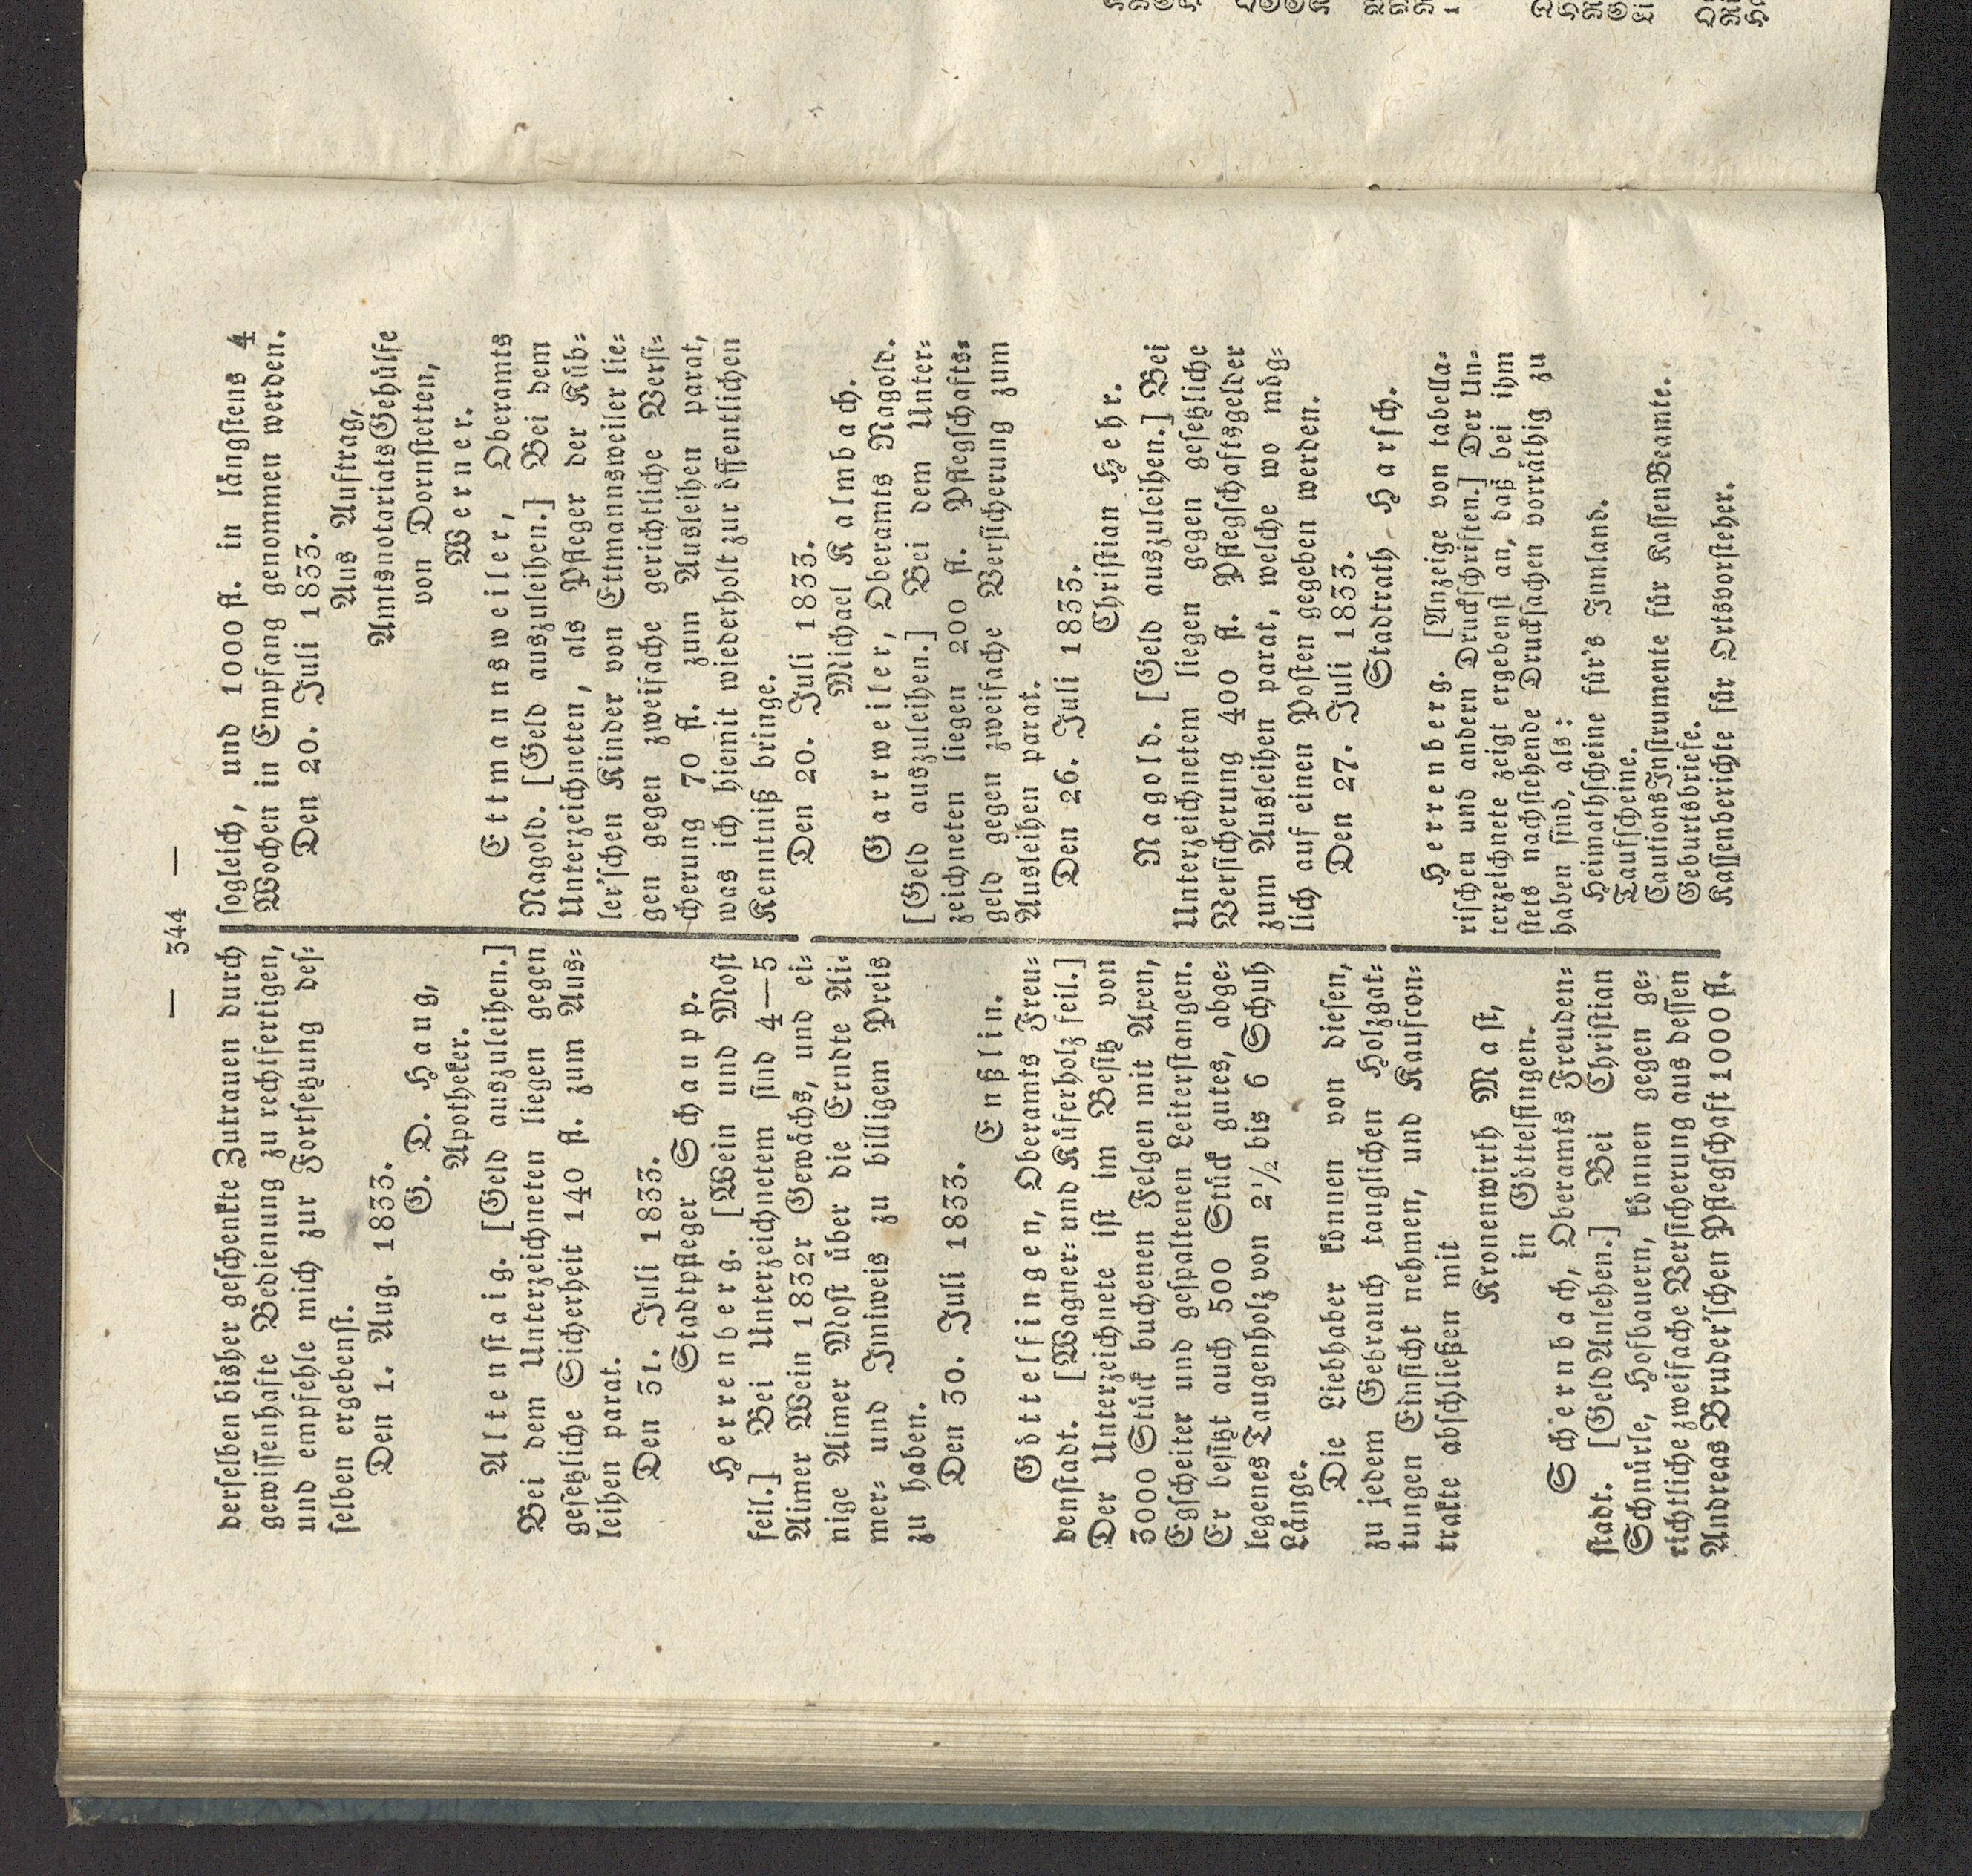 — 344 —
derselben bisher geschenkte Zutrauen durch
gewissenhafte Bedienung zu rechtfertigen,
und empfehle mich zur Fortsetzung des⸗
selben ergebenst.
Den 1. Aug. 1833.
G. D. Haug,
Apotheker.
Altenstaig. [Geld auszuleihen.]
Bei dem Unterzeichneten liegen gegen
gesetzliche Sicherheit 140 fl. zum Aus⸗
leihen parat.
Den 31. Juli 1833.
Stadtpfleger Schaupp.
Herrenberg. [Wein und Most
feil.] Bei Unterzeichnetem sind 4—5
Aimer Wein 1832r Gewächs, und ei⸗
nige Aimer Most über die Erndte Ai⸗
mer⸗ und Imiweis zu billigem Preis
zu haben.
Den 30. Juli 1833.
Enßlin.
Göttelfingen, Oberamts Freu⸗
denstadt. [Wagner⸗ und Küferholz feil.]
Der Unterzeichnete ist im Besitz von
3000 Stück buchenen Felgen mit Axen,
Egscheiter und gespaltenen Leiterstangen.
Er besitzt auch 500 Stück gutes, abge⸗
legenes Taugenholz von 2½ bis 6 Schuh
Länge.
Die Liebhaber können von diesen,
zu jedem Gebrauch tauglichen Holzgat⸗
tungen Einsicht nehmen, und Kaufcon⸗
trakte abschließen mit
Kronenwirth Mast,
in Göttelfingen.
Schernbach, Oberamts Freuden⸗
stadt. [GeldAnlehen.] Bei Christian
Schnürle, Hofbauern, können gegen ge⸗
richtliche zweifache Versicherung aus dessen
Andreas Bruder'schen Pflegschaft 1000 fl.
sogleich, und 1000 fl. in längstens 4
Wochen in Empfang genommen werden.
Den 20. Juli 1833.
Aus Auftrag,
AmtsnotariatsGehülfe
von Dornstetten,
Werner.
Ettmannsweiler, Oberamts
Nagold. [Geld auszuleihen.] Bei dem
Unterzeichneten, als Pfleger der Küb⸗
ler'schen Kinder von Ettmannsweiler lie⸗
gen gegen zweifache gerichtliche Versi⸗
cherung 70 fl. zum Ausleihen parat,
was ich hiemit wiederholt zur öffentlichen
Kenntniß bringe.
Den 20. Juli 1833.
Michael Kalmbach.
Garrweiler, Oberamts Nagold.
[Geld auszuleihen.] Bei dem Unter⸗
zeichneten liegen 200 fl. Pflegschafts⸗
geld gegen zweifache Versicherung zum
Ausleihen parat.
Den 26. Juli 1833.
Christian Hehr.
Nagold. [Geld auszuleihen.] Bei
Unterzeichnetem liegen gegen gesetzliche
Versicherung 400 fl. Pflegschaftsgelder
zum Ausleihen parat, welche wo mög⸗
lich auf einen Posten gegeben werden.
Den 27. Juli 1833.
Stadtrath Harsch.
Herrenberg. [Anzeige von tabella⸗
rischen und andern Druckschriften.] Der Un⸗
terzeichnete zeigt ergebenst an, daß bei ihm
stets nachstehende Drucksachen vorräthig zu
haben sind, als:
Heimathscheine für's Innland.
Taufscheine.
CautionsInstrumente für KassenBeamte.
Geburtsbriefe.
Kassenberichte für Ortsvorsteher.